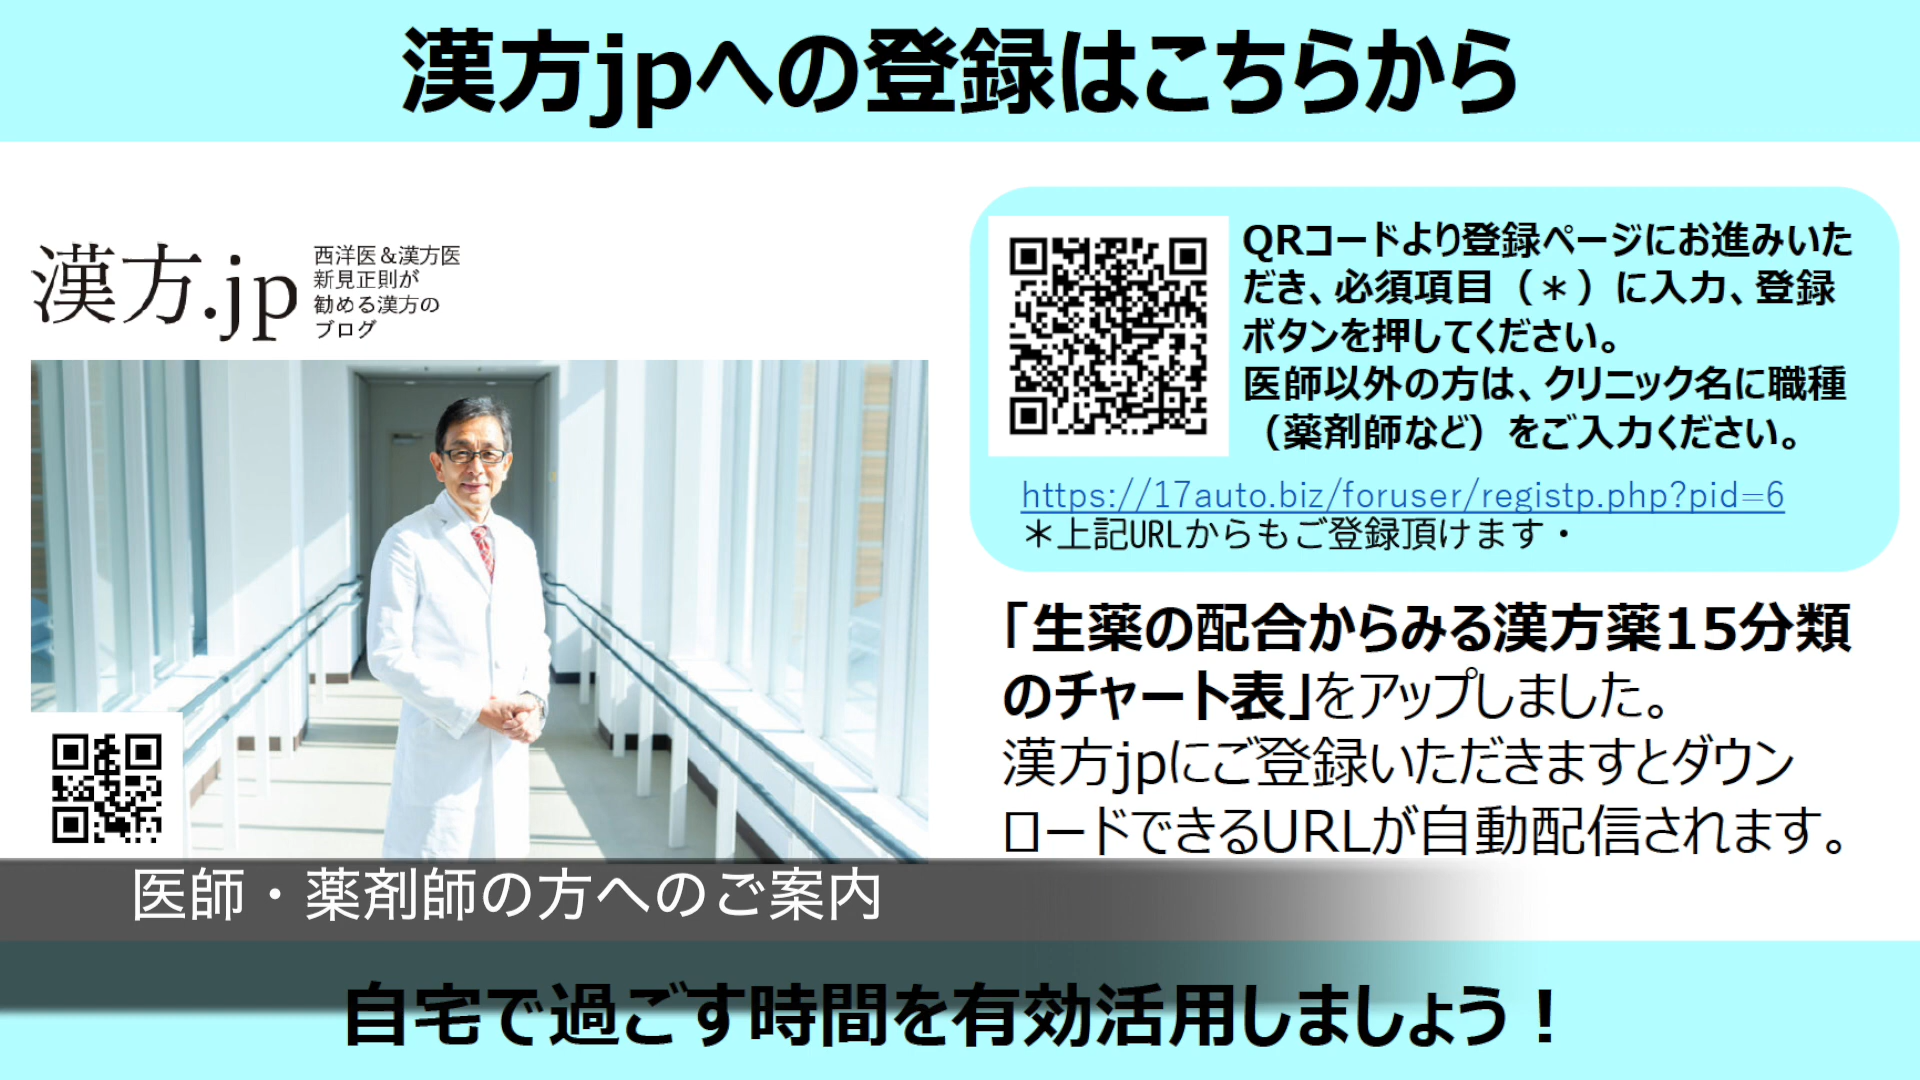 漢方jpへの登録はこちらから
漢方.jp
西洋医＆漢方医
新見正則が
勧める漢方の
ブログ
QRコードより登録ページにお進みいた
だき、必須項目（＊）に入力、登録
ボタンを押してください。
医師以外の方は、クリニック名に職種
（薬剤師など）をご入力ください。
https://17auto.biz/foruser/registp.php?pid=6
＊上記URLからもご登録頂けます・
「生薬の配合からみる漢方薬15分類
のチャート表」をアップしました。
漢方jpにご登録いただきますとダウン
ロードできるURLが自動配信されます。
医師・薬剤師の方へのご案内
自宅で過ごす時間を有効活用しましょう！